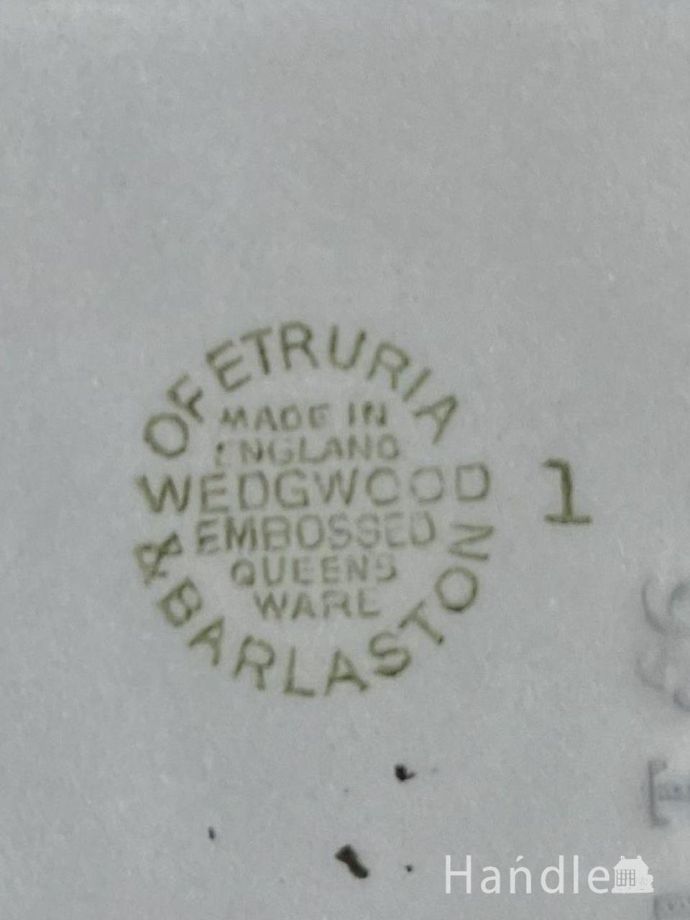 OF ETRURIA
MADE IN
ENGLAND
WEDGWOOD
EMBOSSED
QUEENS
WARE
& BARLASTON
1
Handle